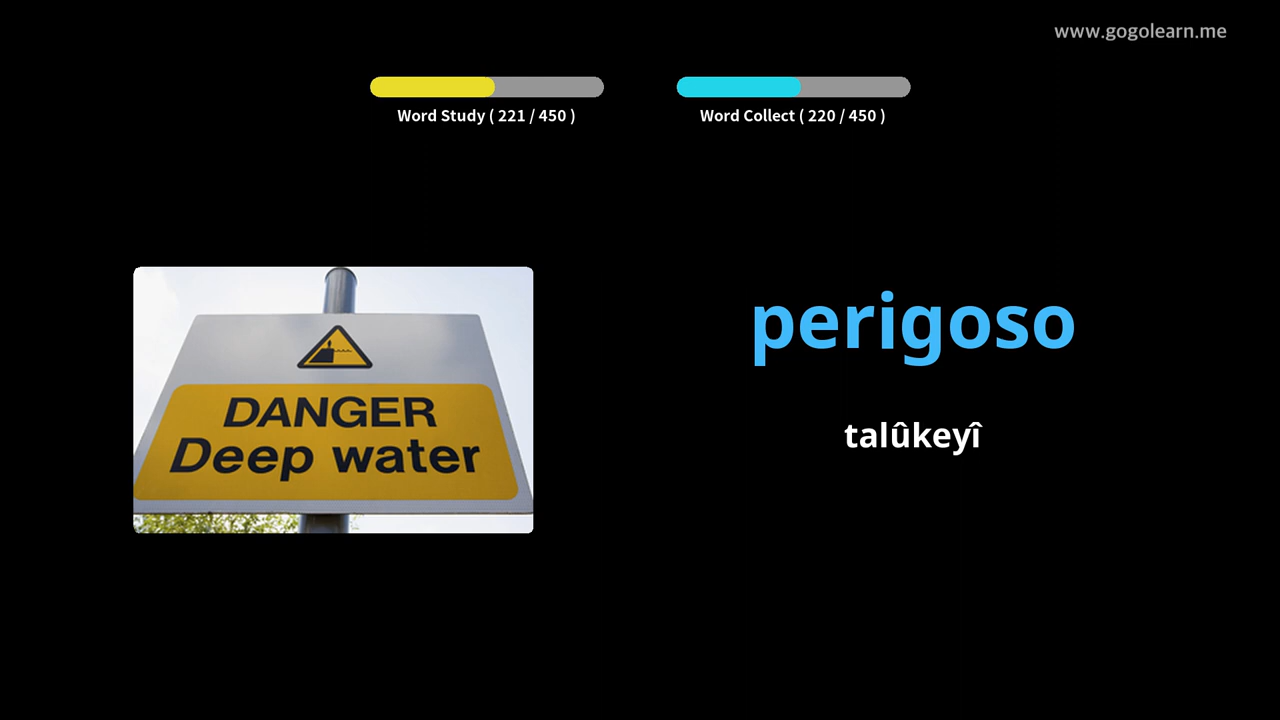 www.gogolearn.me
Word Study ( 221 / 450 )
Word Collect ( 220 / 450 )
DANGER
Deep water
perigoso
talûkeyî